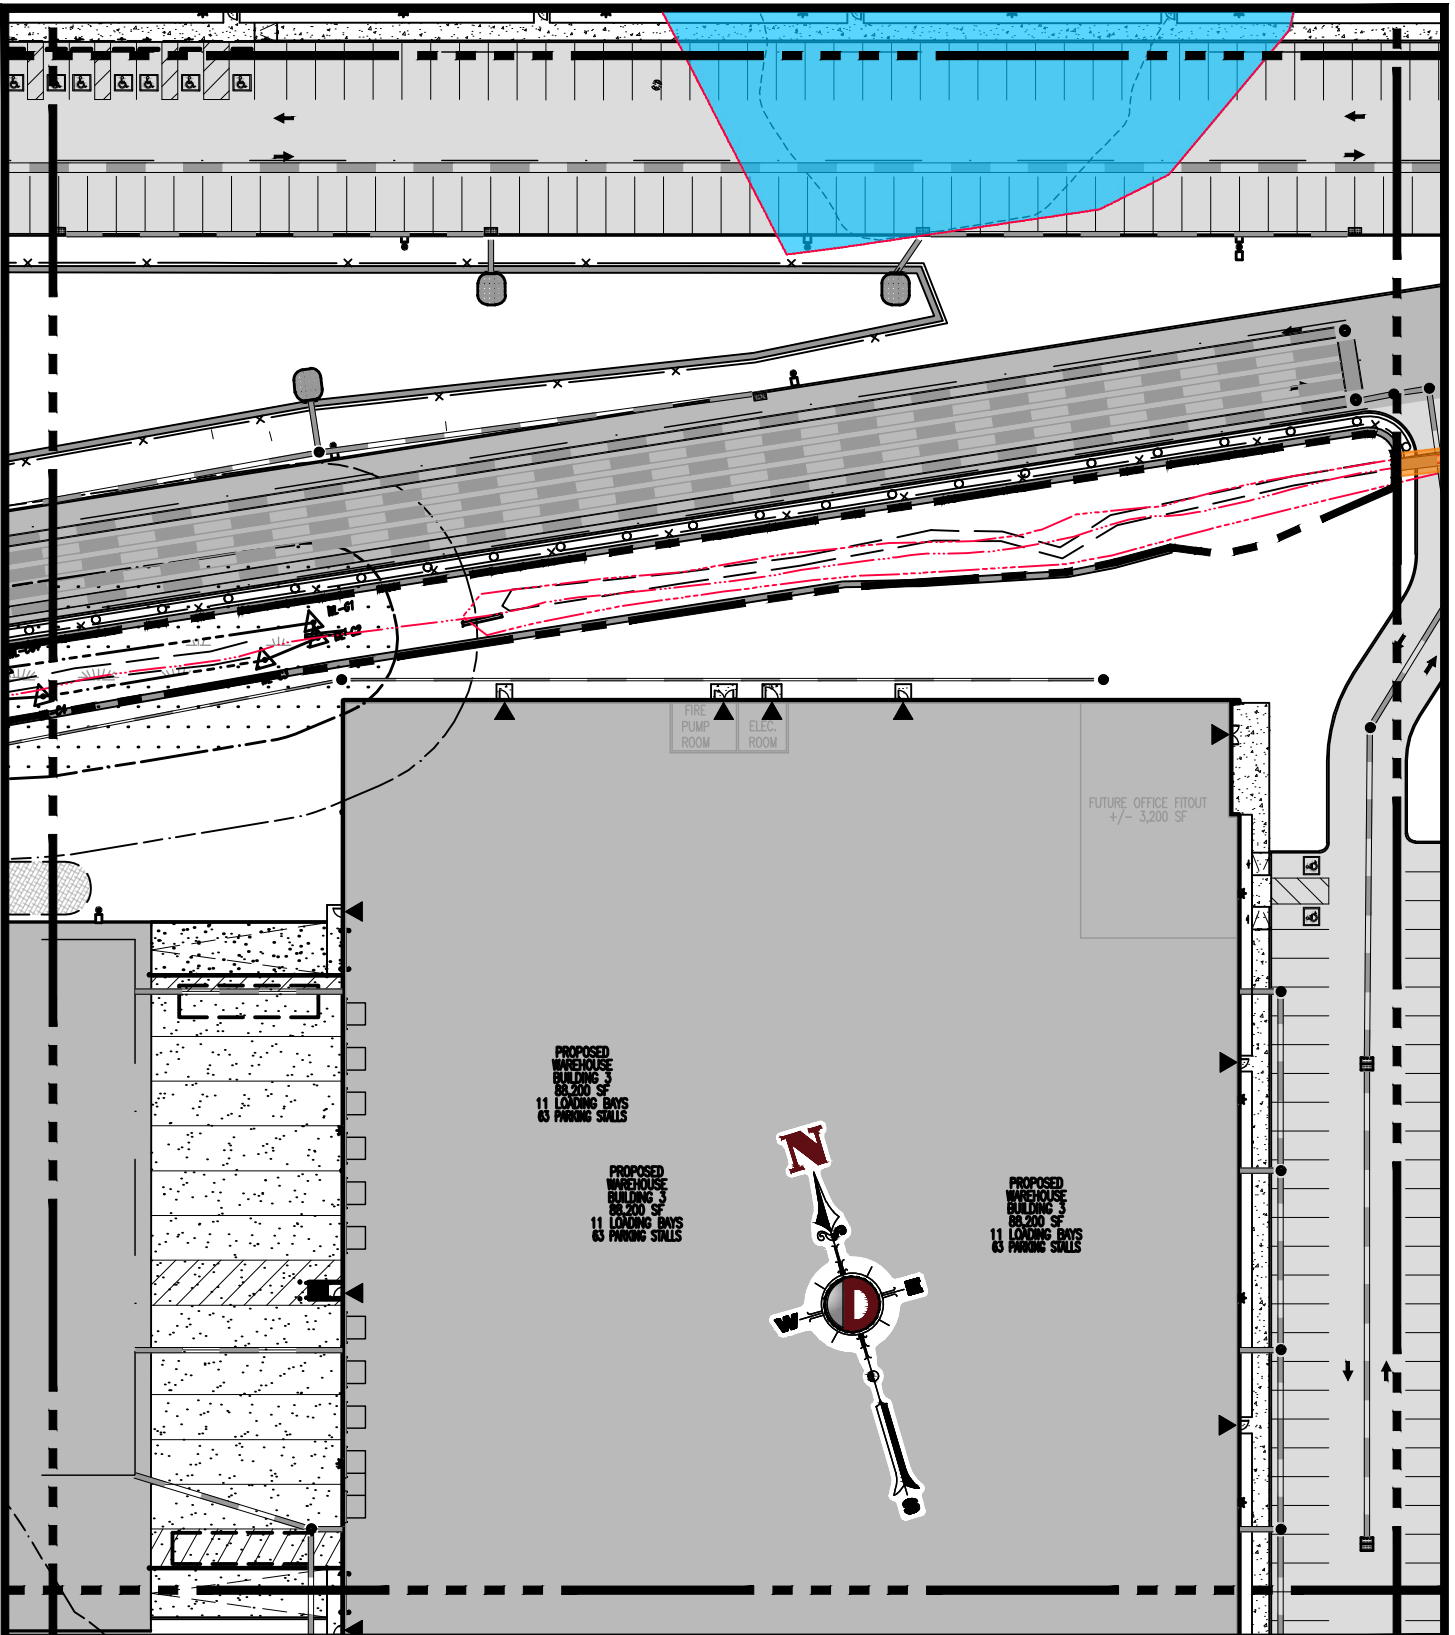 FIRE
PUMP
ROOM
ELEC.
ROOM
FUTURE OFFICE FITOUT
+/- 3,200 SF
PROPOSED
WAREHOUSE
BUILDING 3
88,200 SF
11 LOADING BAYS
63 PARKING STALLS
PROPOSED
WAREHOUSE
BUILDING 3
88,200 SF
11 LOADING BAYS
63 PARKING STALLS
PROPOSED
WAREHOUSE
BUILDING 3
88,200 SF
11 LOADING BAYS
63 PARKING STALLS
N
E
D
W
S